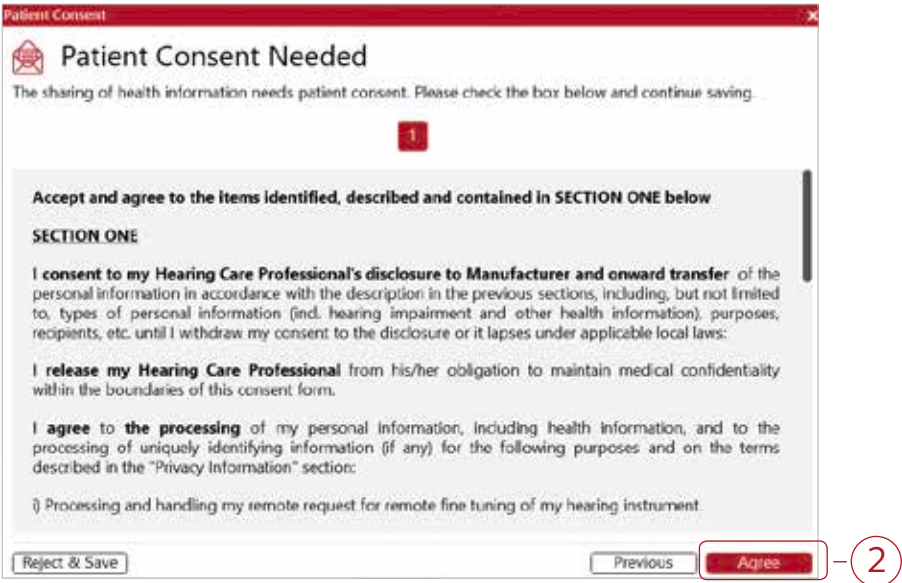 Patient Consent
x
Patient Consent Needed
The sharing of health information needs patient consent. Please check the box below and continue saving.
1
Accept and agree to the items identified, described and contained in SECTION ONE below
SECTION ONE
I consent to my Hearing Care Professional's disclosure to Manufacturer and onward transfer of the
personal information in accordance with the description in the previous sections, including, but not limited
to, types of personal information (incl. hearing impairment and other health information), purposes,
recipients, etc. until I withdraw my consent to the disclosure or it lapses under applicable local laws:
I release my Hearing Care Professional from his/her obligation to maintain medical confidentiality
within the boundaries of this consent form.
I agree to the processing of my personal information, including health information, and to the
processing of uniquely identifying information (if any) for the following purposes and on the terms
described in the "Privacy Information" section:
i) Processing and handling my remote request for remote fine tuning of my hearing instrument
Reject & Save
Previous
Agree
2